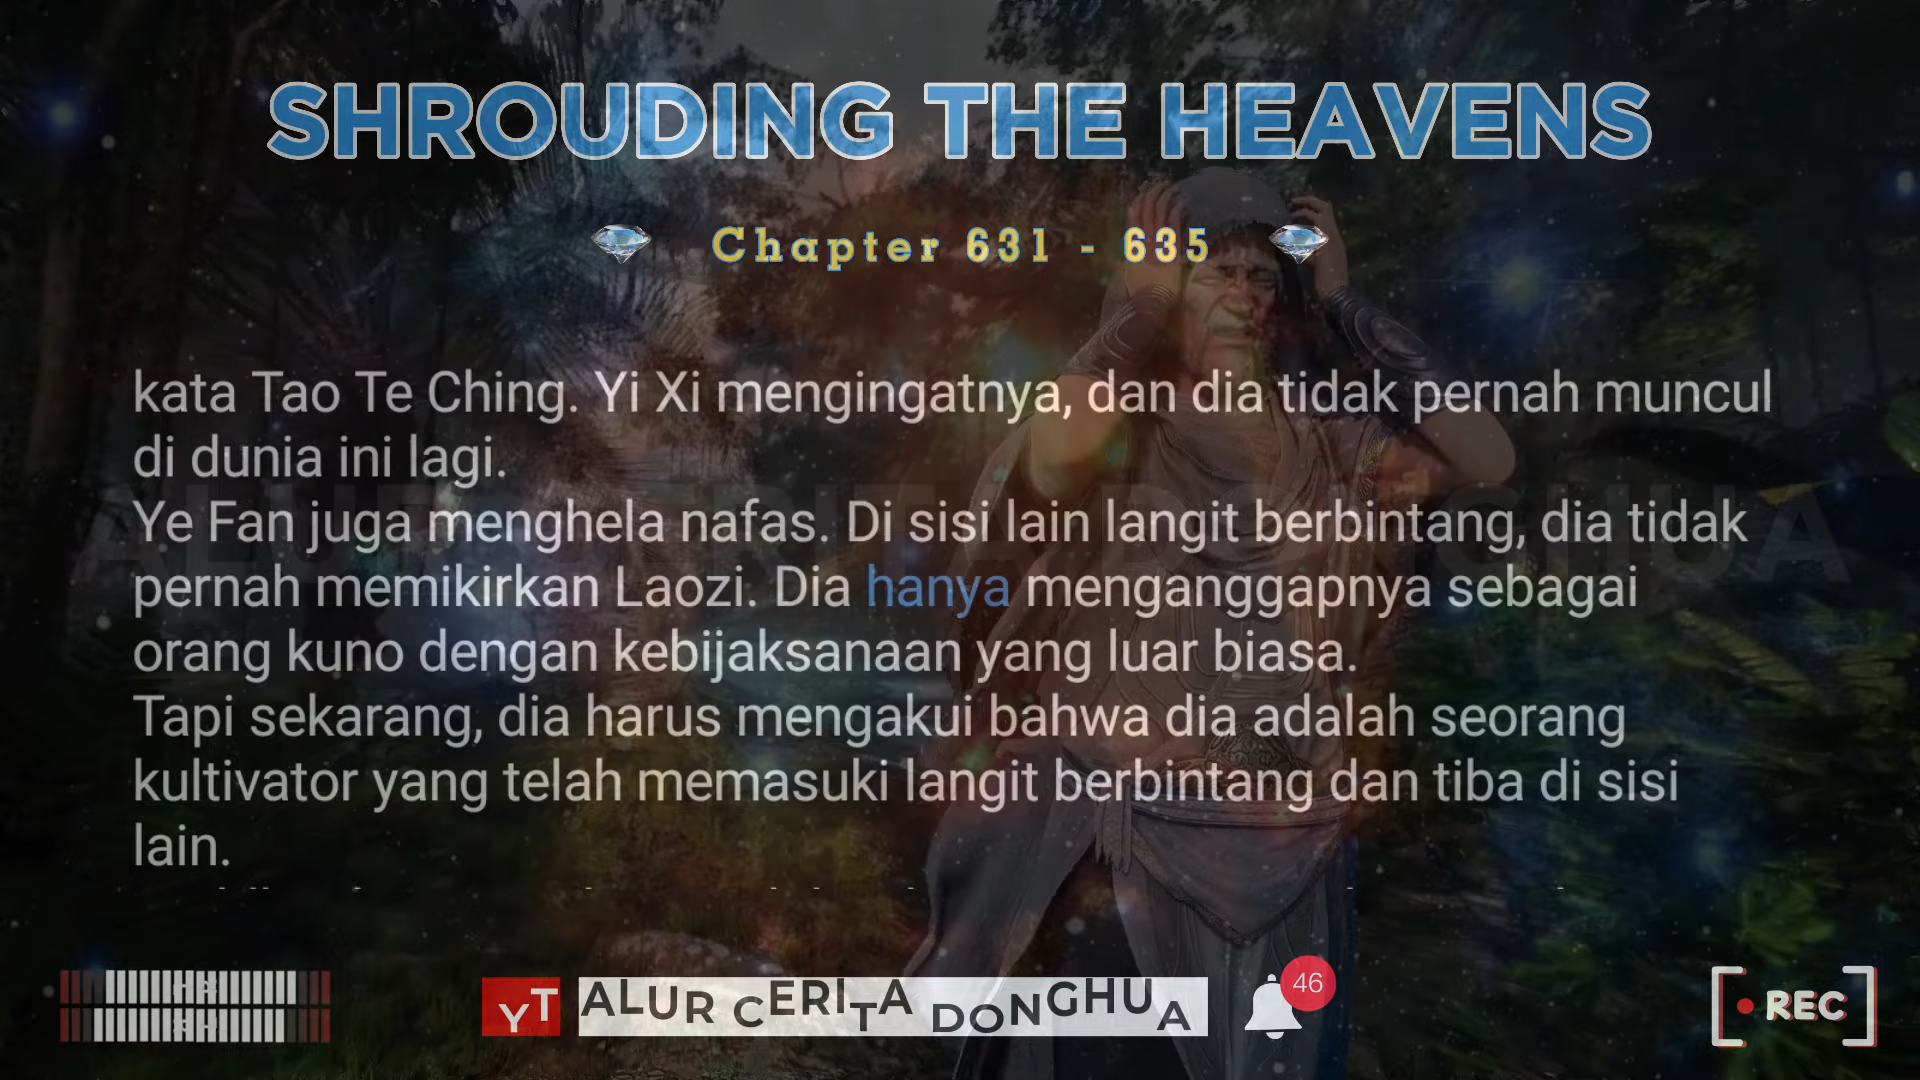 SHROUDING THE HEAVENS
Chapter 631 - 635
kata Tao Te Ching. Yi Xi mengingatnya, dan dia tidak pernah muncul
di dunia ini lagi.
Ye Fan juga menghela nafas. Di sisi lain langit berbintang, dia tidak
pernah memikirkan Laozi. Dia hanya menganggapnya sebagai
orang kuno dengan kebijaksanaan yang luar biasa.
Tapi sekarang, dia harus mengakui bahwa dia adalah seorang
kultivator yang telah memasuki langit berbintang dan tiba di sisi
lain.
ALUR CERITA DONGHUA
YT ALUR CERITA DONGHUA
46
REC